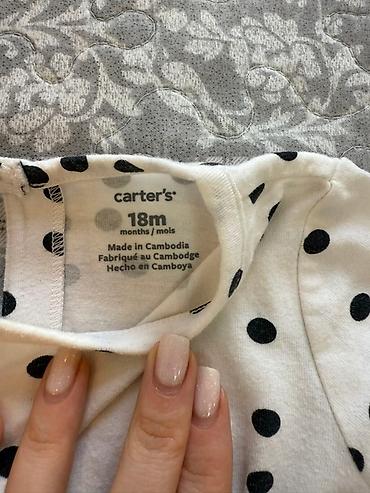 carter's
18m
months / mois
Made in Cambodia
Fabriqué au Cambodge
Hecho en Camboya